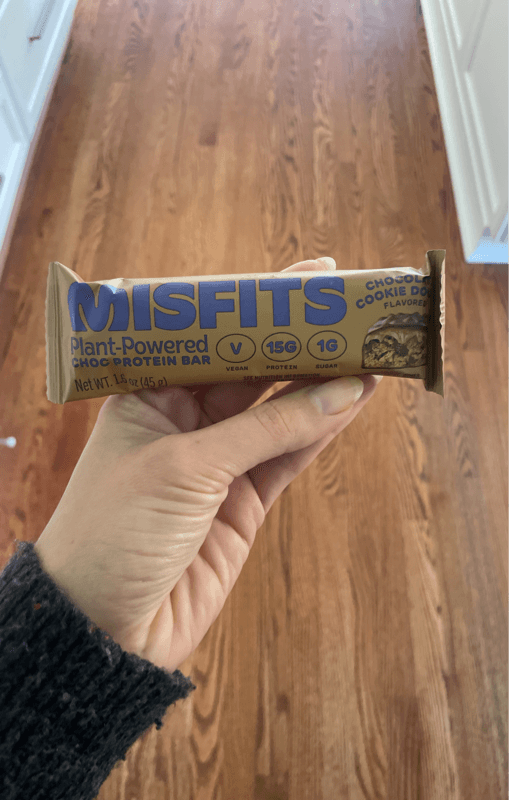 MISFITS
Plant-Powered
CHOC PROTEIN BAR
Net WT. 1.6 oz (45 g)
V
VEGAN
15G
PROTEIN
1G
SUGAR
COOKIE
FLAVORED